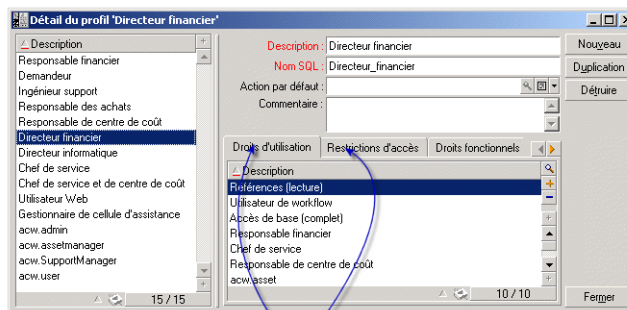 Détail du profil 'Directeur financier'
Description
Responsable financier
Demandeur
Ingénieur support
Responsable des achats
Responsable de centre de coût
Directeur financier
Directeur informatique
Chef de service
Chef de service et de centre de coût
Utilisateur Web
Gestionnaire de cellule d'assistance
acw.admin
acw.assetmanager
acw.SupportManager
acw.user
15 / 15
Description : Directeur financier
Nom SQL : Directeur_financier
Action par défaut :
Commentaire :
Droits d'utilisation Restrictions d'accès Droits fonctionnels
Description
Références (lecture)
Utilisateur de workflow
Accès de base (complet)
Responsable financier
Chef de service
Responsable de centre de coût
acw.asset
10 / 10
Nouveau
Duplication
Détruire
Fermer